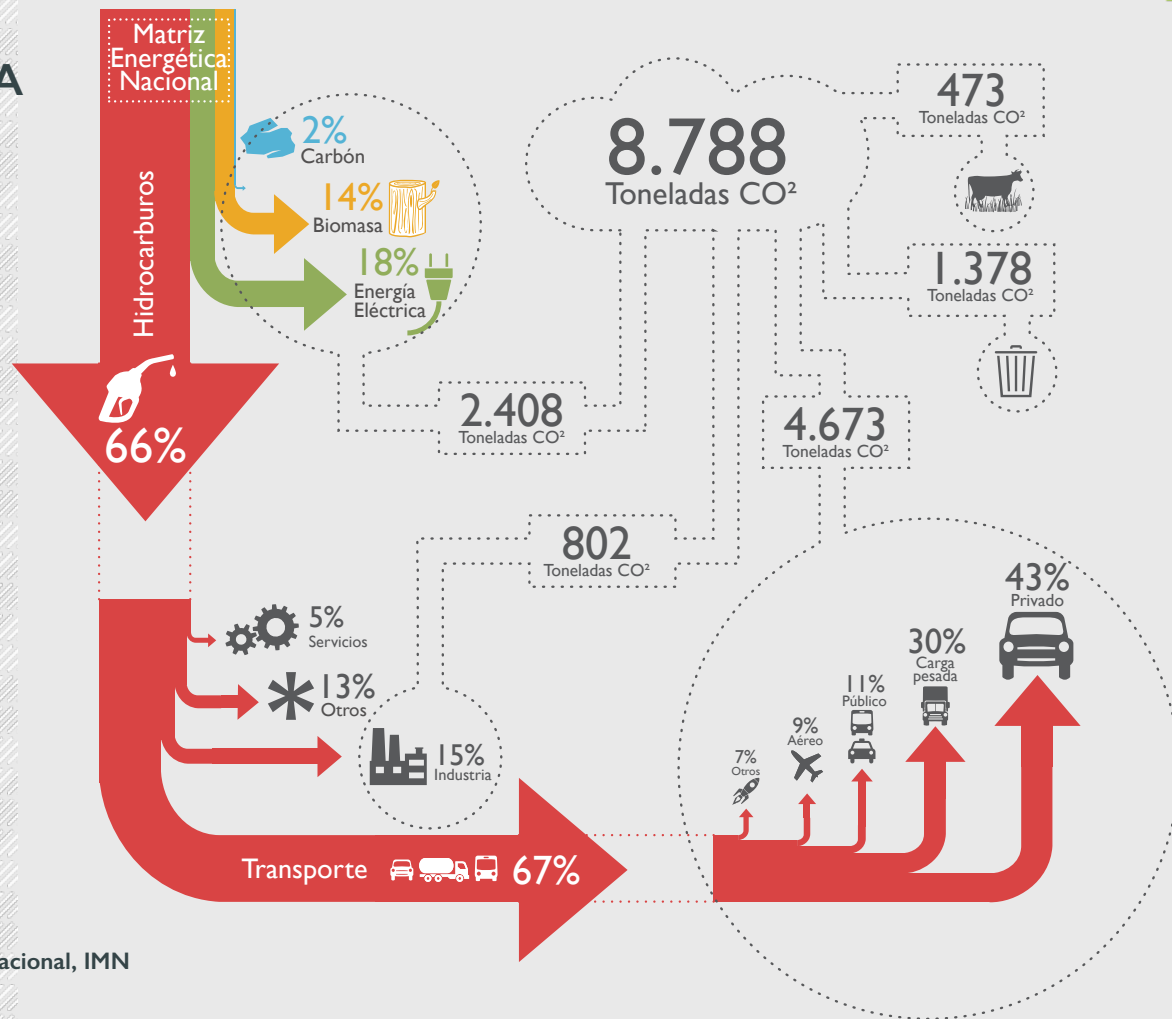 A
Matriz
Energética
Nacional
Hidrocarburos
66%
2%
Carbón
14%
Biomasa
18%
Energía
Eléctrica
8.788
Toneladas CO²
473
Toneladas CO²
1.378
Toneladas CO²
2.408
Toneladas CO²
4.673
Toneladas CO²
802
Toneladas CO²
5%
Servicios
13%
Otros
15%
Industria
Transporte
67%
7%
Otros
9%
Aéreo
11%
Público
30%
Carga
pesada
43%
Privado
acional, IMN